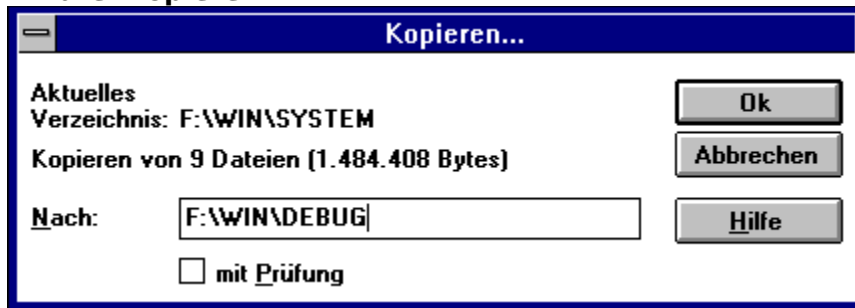 Kopieren...
Aktuelles
Verzeichnis: F:\WIN\SYSTEM
Ok
Kopieren von 9 Dateien (1.484.408 Bytes)
Abbrechen
Nach: F:\WIN\DEBUG
Hilfe
mit Prüfung